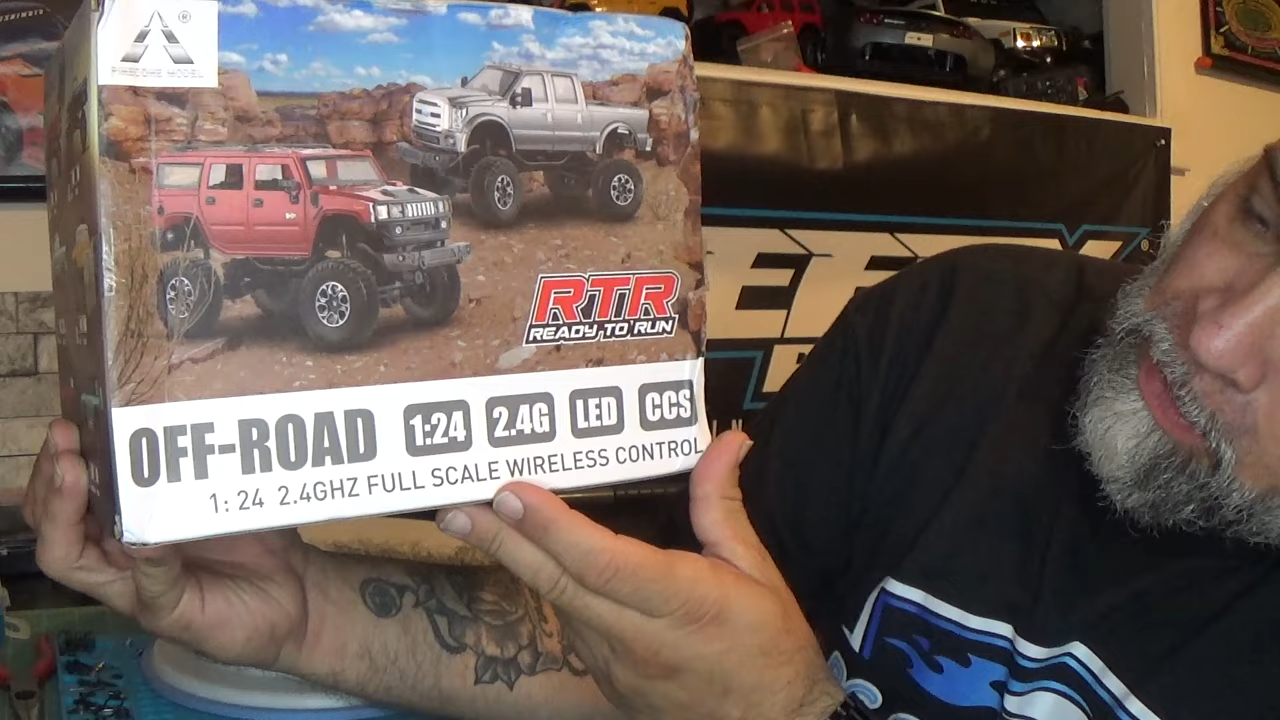 ®
RTR
READY TO RUN
OFF-ROAD 1:24 2.4G LED CCS
1: 24 2.4GHZ FULL SCALE WIRELESS CONTROL